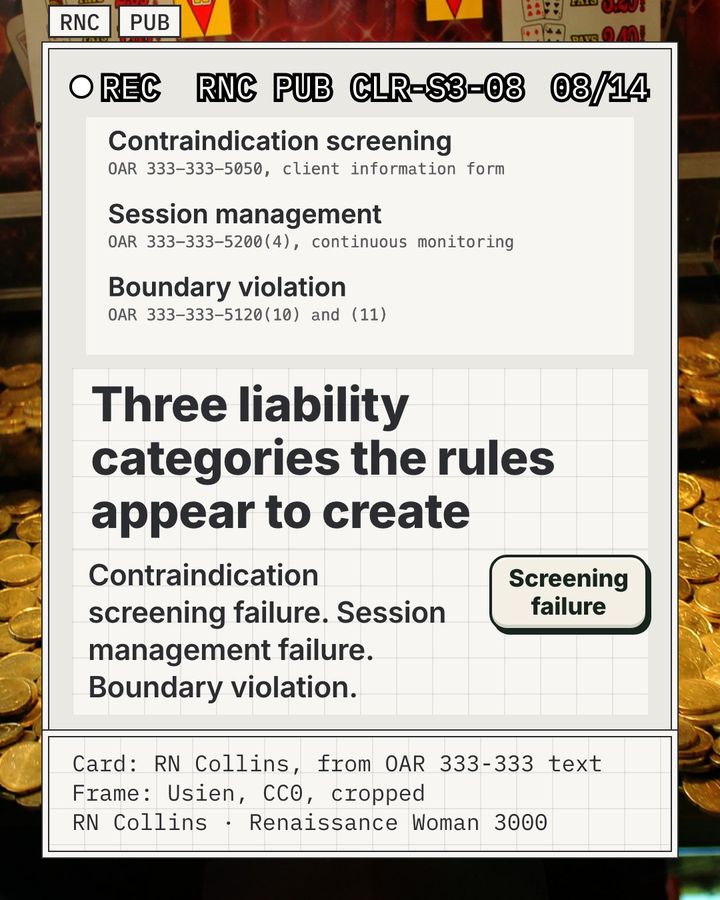 RNC PUB
PAYS 3.40
REC RNC PUB CLR-S3-08 08/14
Contraindication screening
OAR 333-333-5050, client information form
Session management
OAR 333-333-5200(4), continuous monitoring
Boundary violation
OAR 333-333-5120(10) and (11)
Three liability
categories the rules
appear to create
Contraindication
screening failure. Session
management failure.
Boundary violation.
Screening
failure
Card: RN Collins, from OAR 333-333 text
Frame: Usien, CC0, cropped
RN Collins · Renaissance Woman 3000